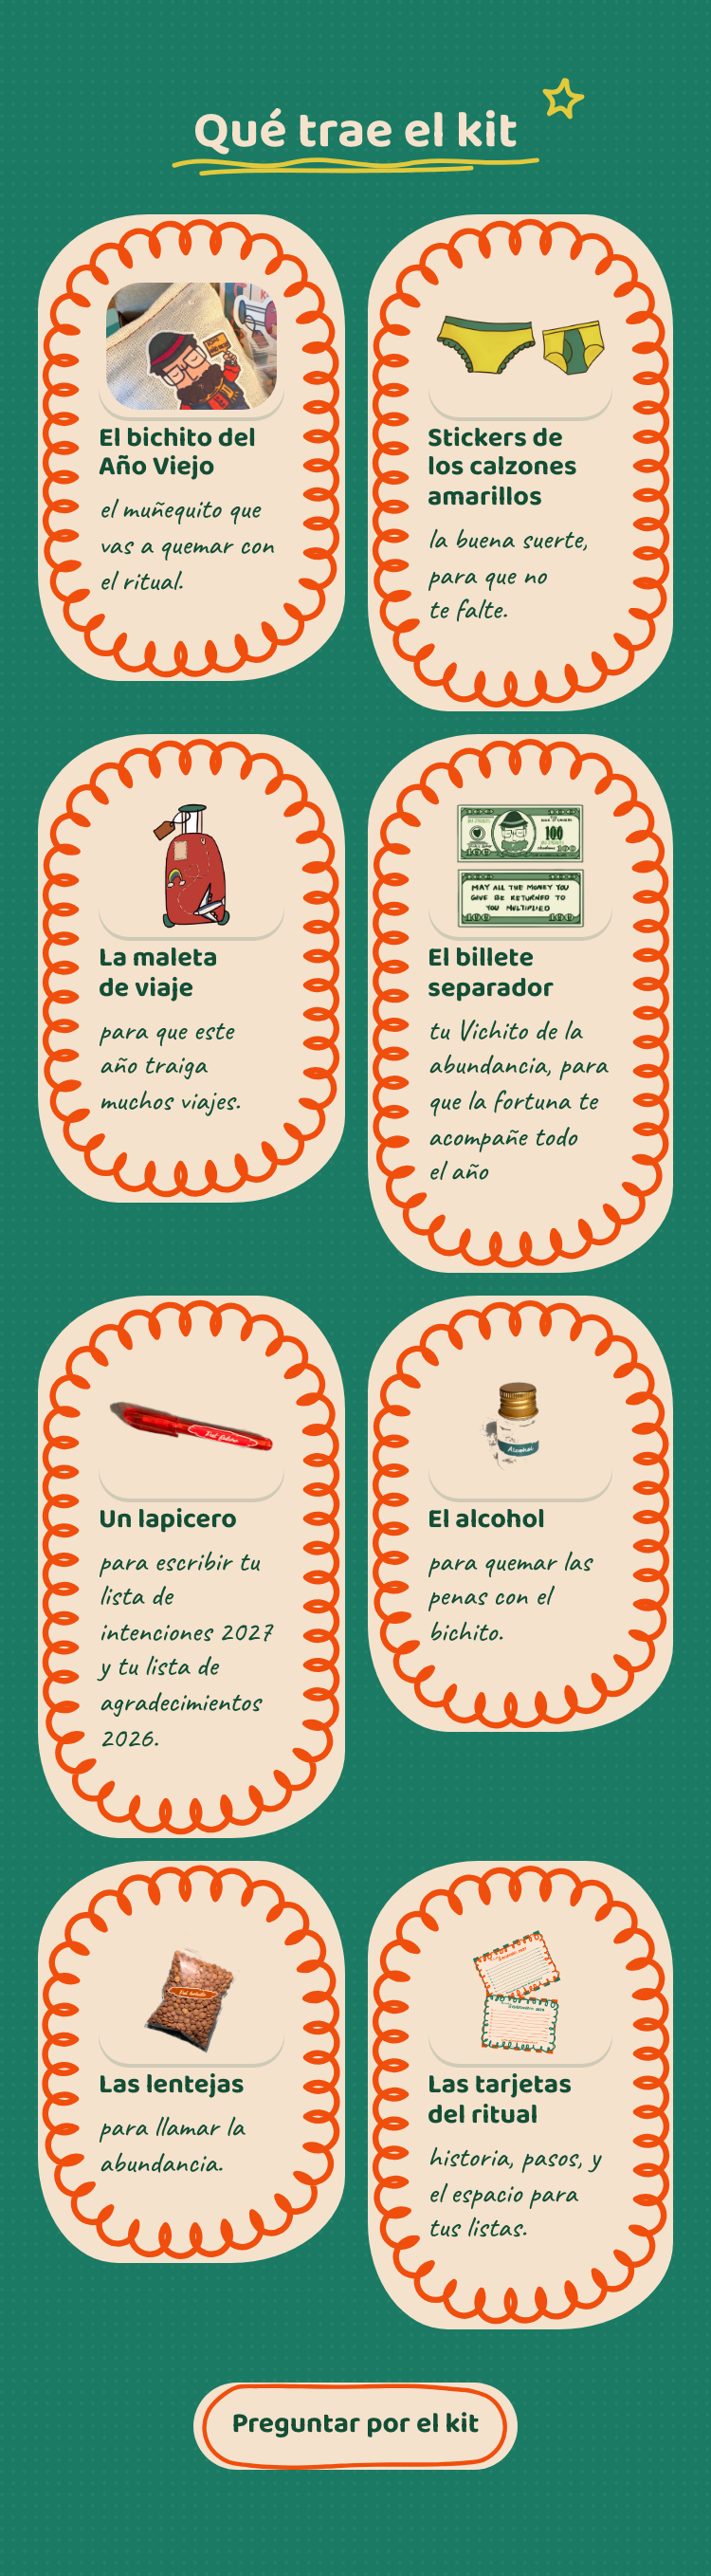 Qué trae el kit
El bichito del
Año Viejo
el muñequito que
vas a quemar con
el ritual.
Stickers de
los calzones
amarillos
la buena suerte,
para que no
te falte.
La maleta
de viaje
para que este
año traiga
muchos viajes.
100
100
100
MAY ALL THE MONEY YOU
GIVE BE RETURNED TO
YOU MULTIPLIED
El billete
separador
tu Vichito de la
abundancia, para
que la fortuna te
acompañe todo
el año
Un lapicero
para escribir tu
lista de
intenciones 2027
y tu lista de
agradecimientos
2026.
Alcohol
El alcohol
para quemar las
penas con el
bichito.
Las lentejas
para llamar la
abundancia.
Las tarjetas
del ritual
historia, pasos, y
el espacio para
tus listas.
Preguntar por el kit